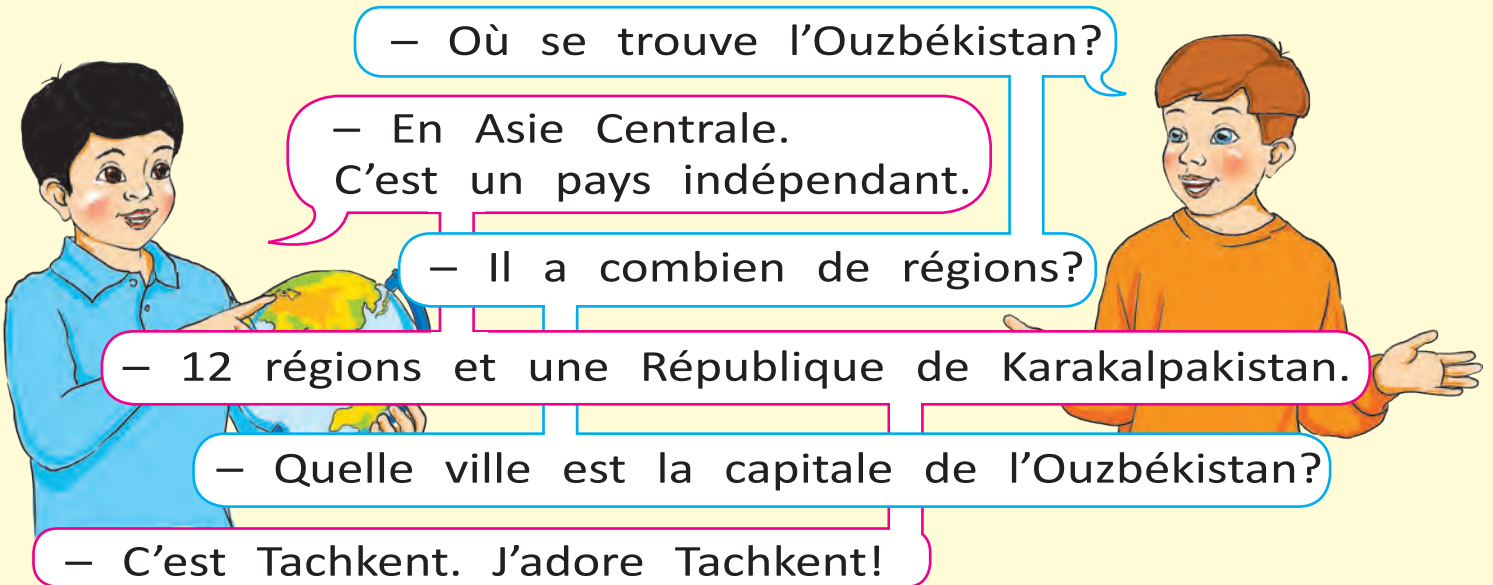 – Où se trouve l’Ouzbékistan?
– En Asie Centrale.
C’est un pays indépendant.
– Il a combien de régions?
– 12 régions et une République de Karakalpakistan.
– Quelle ville est la capitale de l’Ouzbékistan?
– C’est Tachkent. J’adore Tachkent!